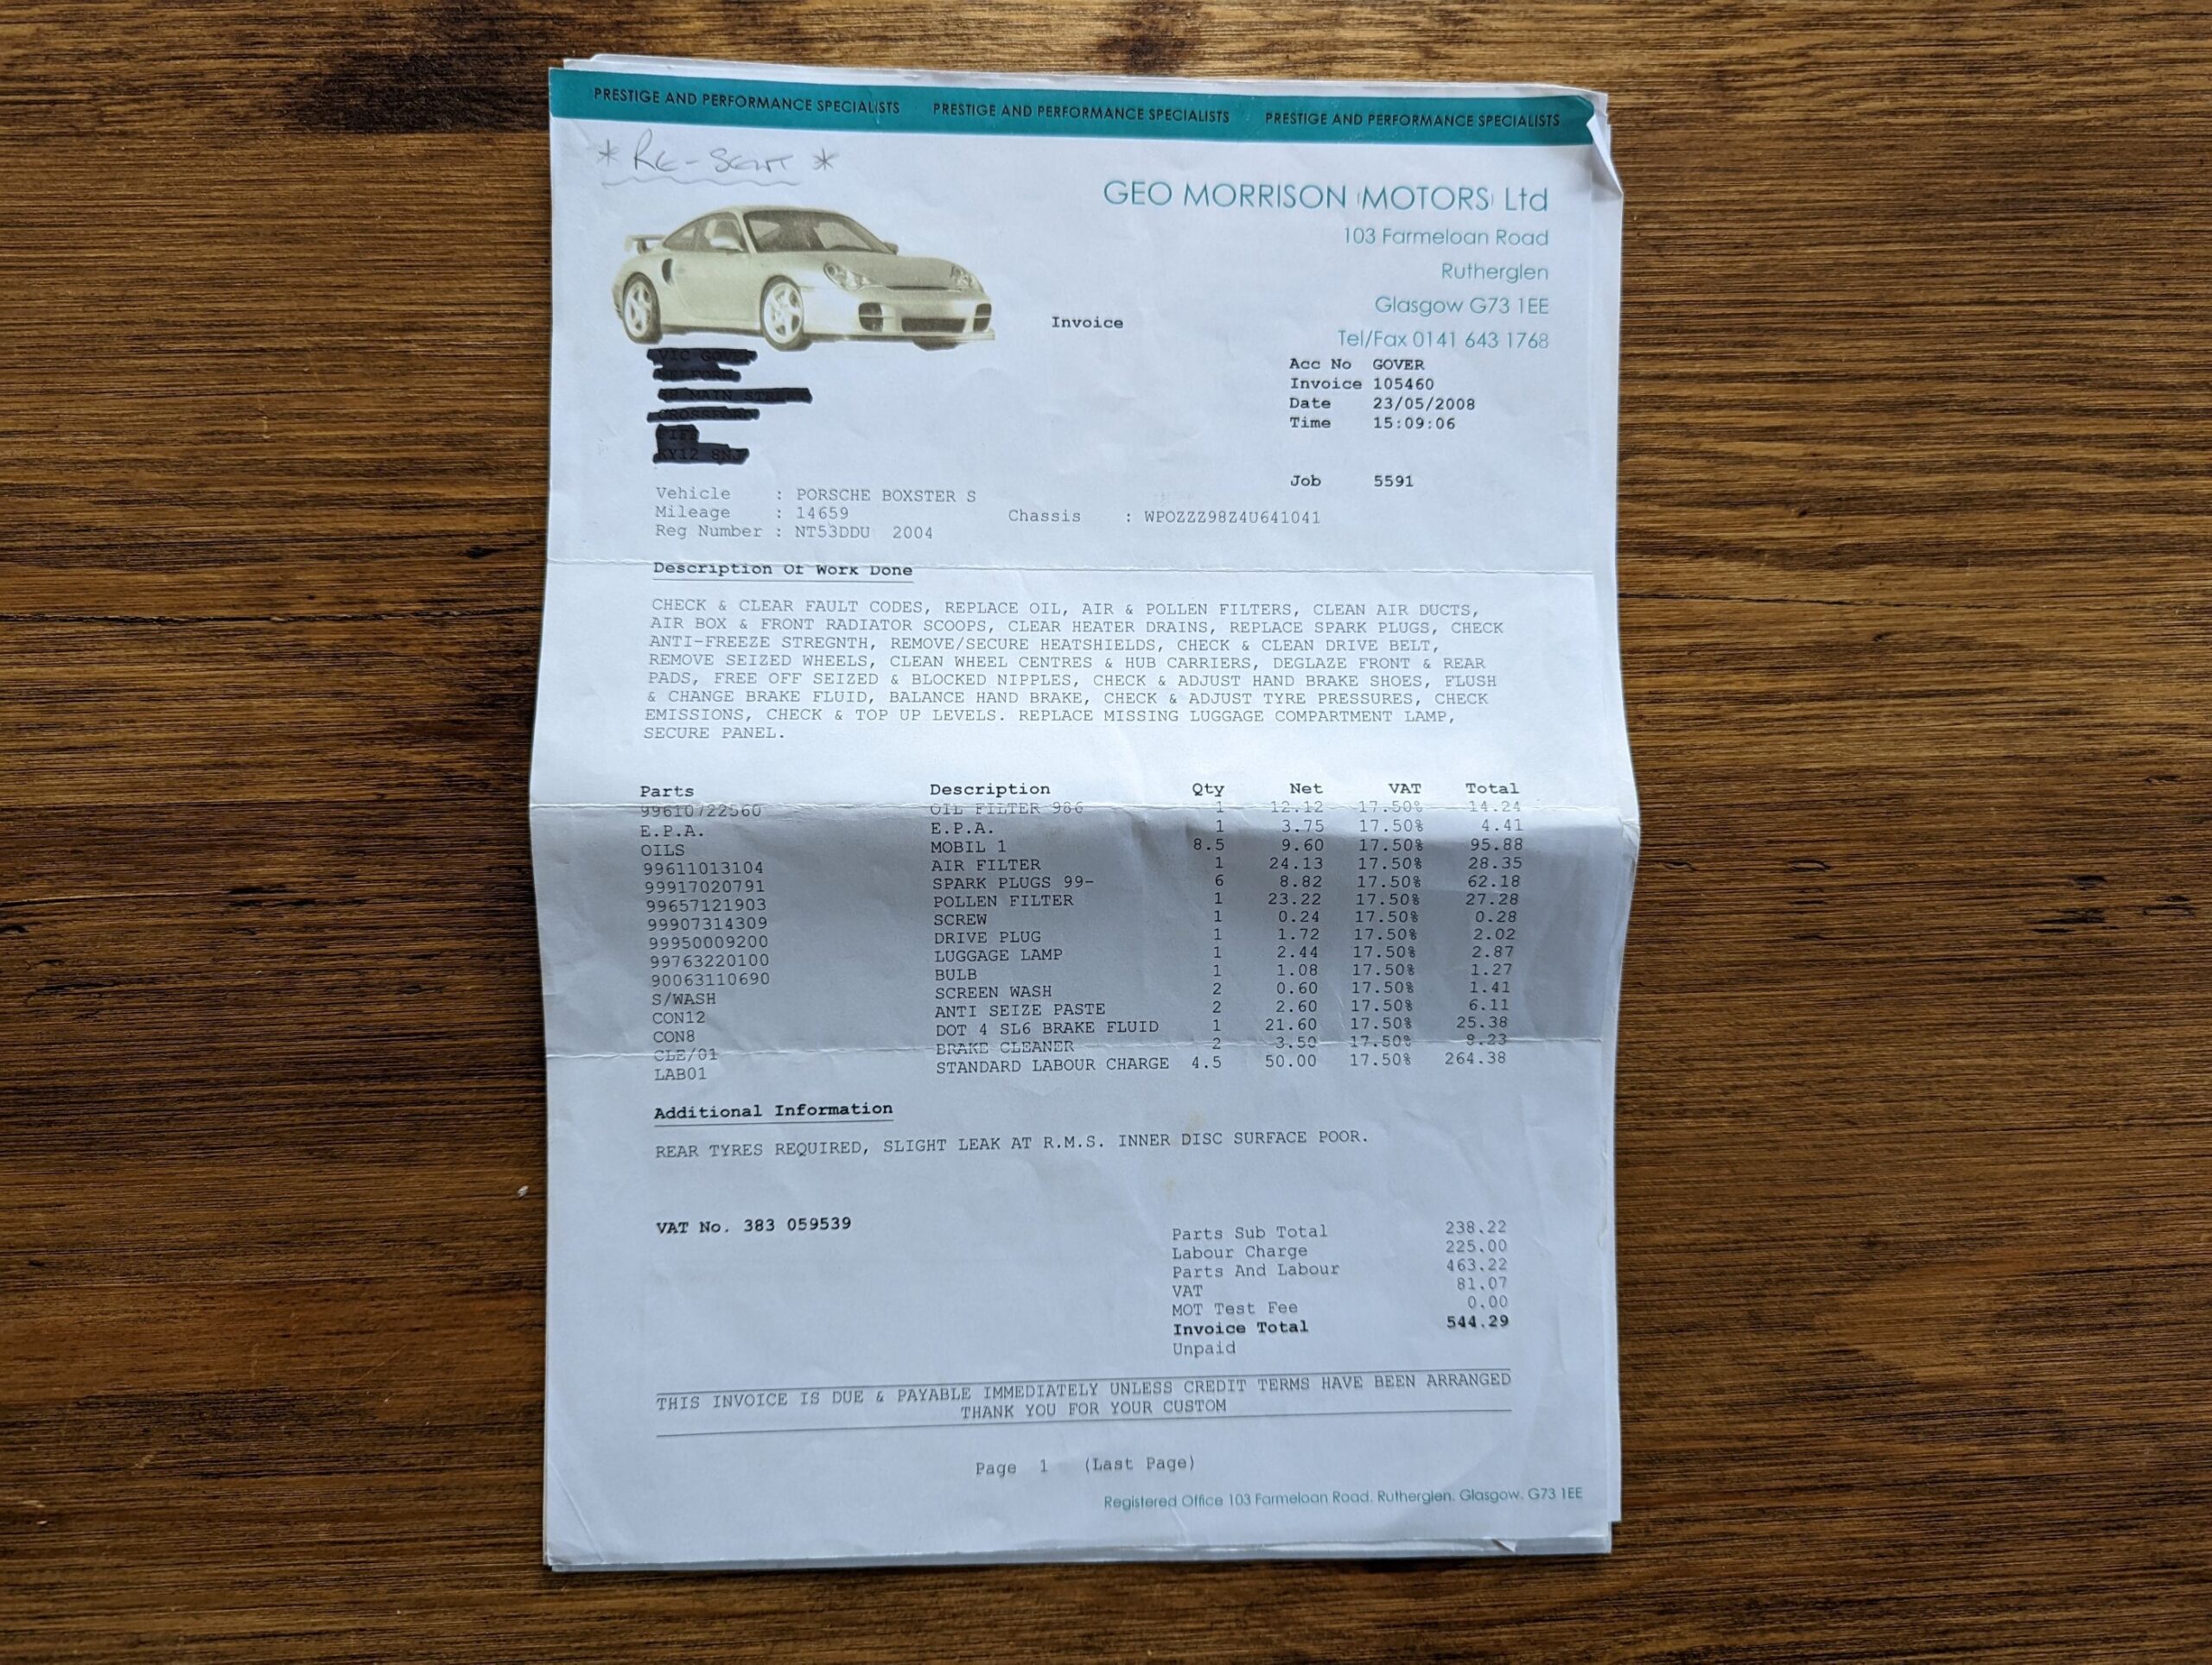 PRESTIGE AND PERFORMANCE SPECIALISTS PRESTIGE AND PERFORMANCE SPECIALISTS PRESTIGE AND PERFORMANCE SPECIALISTS
* RE-SENT *
GEO MORRISON (MOTORS) Ltd
103 Farmeloan Road
Rutherglen
Glasgow G73 1EE
Tel/Fax 0141 643 1768
Invoice
Acc No GOVER
Invoice 105460
Date 23/05/2008
Time 15:09:06
Job 5591
Vehicle : PORSCHE BOXSTER S
Mileage : 14659 Chassis : WPOZZZ98Z4U641041
Reg Number : NT53DDU 2004
Description Of Work Done
CHECK & CLEAR FAULT CODES, REPLACE OIL, AIR & POLLEN FILTERS, CLEAN AIR DUCTS,
AIR BOX & FRONT RADIATOR SCOOPS, CLEAR HEATER DRAINS, REPLACE SPARK PLUGS, CHECK
ANTI-FREEZE STREGNTH, REMOVE/SECURE HEATSHIELDS, CHECK & CLEAN DRIVE BELT,
REMOVE SEIZED WHEELS, CLEAN WHEEL CENTRES & HUB CARRIERS, DEGLAZE FRONT & REAR
PADS, FREE OFF SEIZED & BLOCKED NIPPLES, CHECK & ADJUST HAND BRAKE SHOES, FLUSH
& CHANGE BRAKE FLUID, BALANCE HAND BRAKE, CHECK & ADJUST TYRE PRESSURES, CHECK
EMISSIONS, CHECK & TOP UP LEVELS. REPLACE MISSING LUGGAGE COMPARTMENT LAMP,
SECURE PANEL.
Parts Description Qty Net VAT Total
99610722560 OIL FILTER 986 1 12.12 17.50% 14.24
E.P.A. E.P.A. 1 3.75 17.50% 4.41
OILS MOBIL 1 8.5 9.60 17.50% 95.88
99611013104 AIR FILTER 1 24.13 17.50% 28.35
99917020791 SPARK PLUGS 99- 6 8.82 17.50% 62.18
99657121903 POLLEN FILTER 1 23.22 17.50% 27.28
99907314309 SCREW 1 0.24 17.50% 0.28
99950009200 DRIVE PLUG 1 1.72 17.50% 2.02
99763220100 LUGGAGE LAMP 1 2.44 17.50% 2.87
90063110690 BULB 1 1.08 17.50% 1.27
S/WASH SCREEN WASH 2 0.60 17.50% 1.41
CON12 ANTI SEIZE PASTE 2 2.60 17.50% 6.11
CON8 DOT 4 SL6 BRAKE FLUID 1 21.60 17.50% 25.38
CLE/01 BRAKE CLEANER 2 3.50 17.50% 8.23
LAB01 STANDARD LABOUR CHARGE 4.5 50.00 17.50% 264.38
Additional Information
REAR TYRES REQUIRED, SLIGHT LEAK AT R.M.S. INNER DISC SURFACE POOR.
VAT No. 383 059539
Parts Sub Total 238.22
Labour Charge 225.00
Parts And Labour 463.22
VAT 81.07
MOT Test Fee 0.00
Invoice Total 544.29
Unpaid
THIS INVOICE IS DUE & PAYABLE IMMEDIATELY UNLESS CREDIT TERMS HAVE BEEN ARRANGED
THANK YOU FOR YOUR CUSTOM
Page 1 (Last Page)
Registered Office 103 Farmeloan Road, Rutherglen, Glasgow, G73 1EE